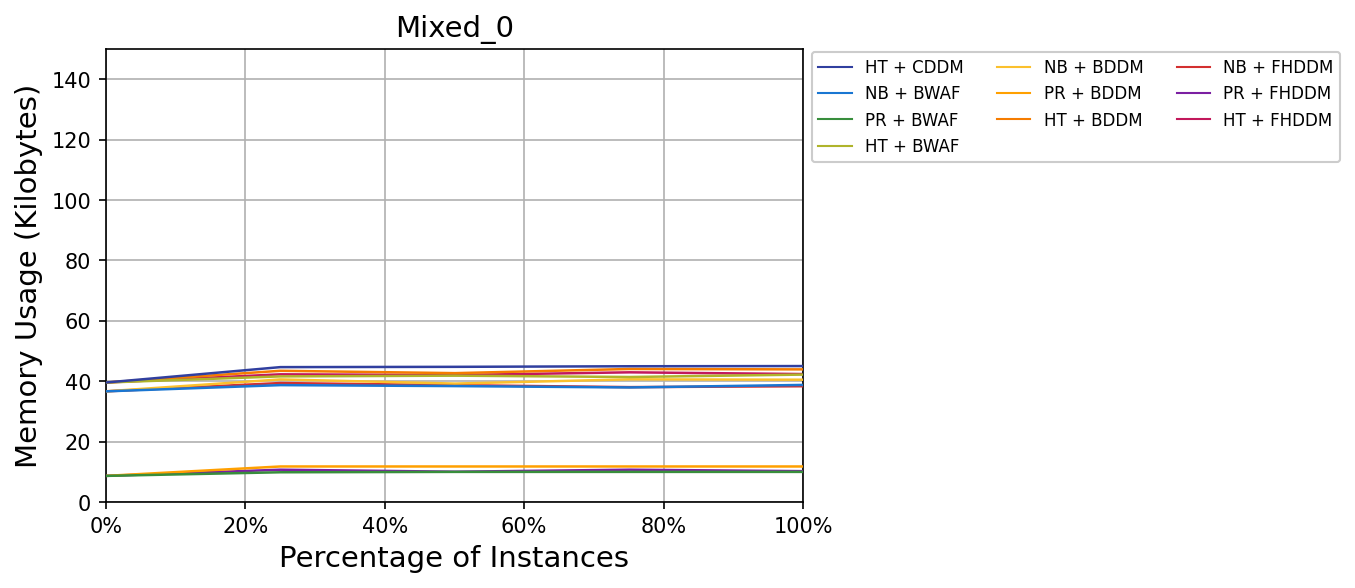 Mixed_0
Memory Usage (Kilobytes)
140
120
100
80
60
40
20
0
0% 20% 40% 60% 80% 100%
Percentage of Instances
HT + CDDM NB + BDDM NB + FHDDM
NB + BWAF PR + BDDM PR + FHDDM
PR + BWAF HT + BDDM HT + FHDDM
HT + BWAF